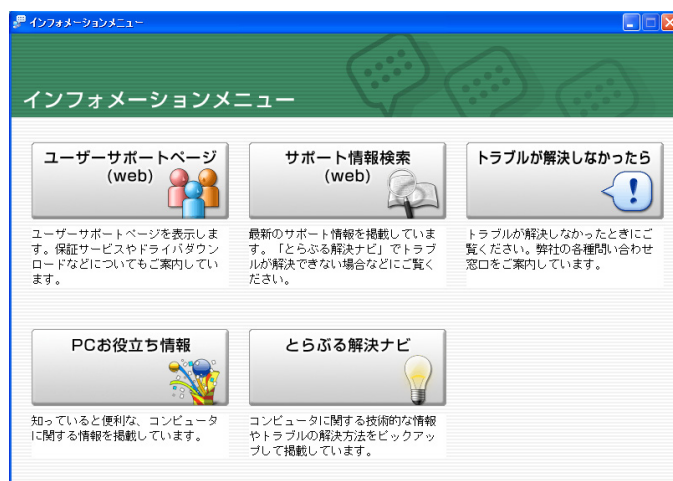 インフォメーションメニュー
インフォメーションメニュー
ユーザーサポートページ
(web)
サポート情報検索
(web)
トラブルが解決しなかったら
ユーザーサポートページを表示しま
す。保証サービスやドライバダウン
ロードなどについてもご案内してい
ます。
最新のサポート情報を掲載していま
す。「とらぶる解決ナビ」でトラブ
ルが解決できない場合などにご覧く
ださい。
トラブルが解決しなかったときにご
覧ください。弊社の各種問い合わせ
窓口をご案内しています。
PCお役立ち情報
とらぶる解決ナビ
知っていると便利な、コンピュータ
に関する情報を掲載しています。
コンピュータに関する技術的な情報
やトラブルの解決方法をピックアッ
プして掲載しています。